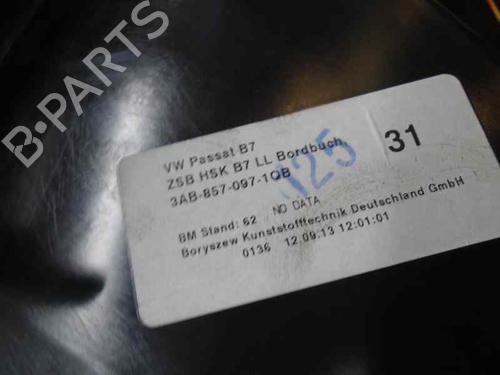 B-PARTS
VW Passat B7
ZSB HSK B7 LL Bordbuch,
3AB-857-097-1QB
31
025
BM Stand: 62 NO DATA
Boryszew Kunststofftechnik Deutschland GmbH
0136 12.09.13 12:01:01